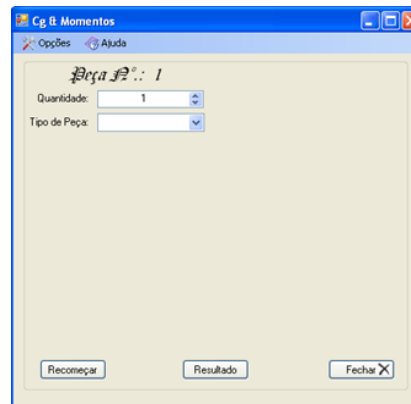 Cg & Momentos
Opções Ajuda
Peça Nº.: 1
Quantidade: 1
Tipo de Peça:
Recomeçar Resultado Fechar